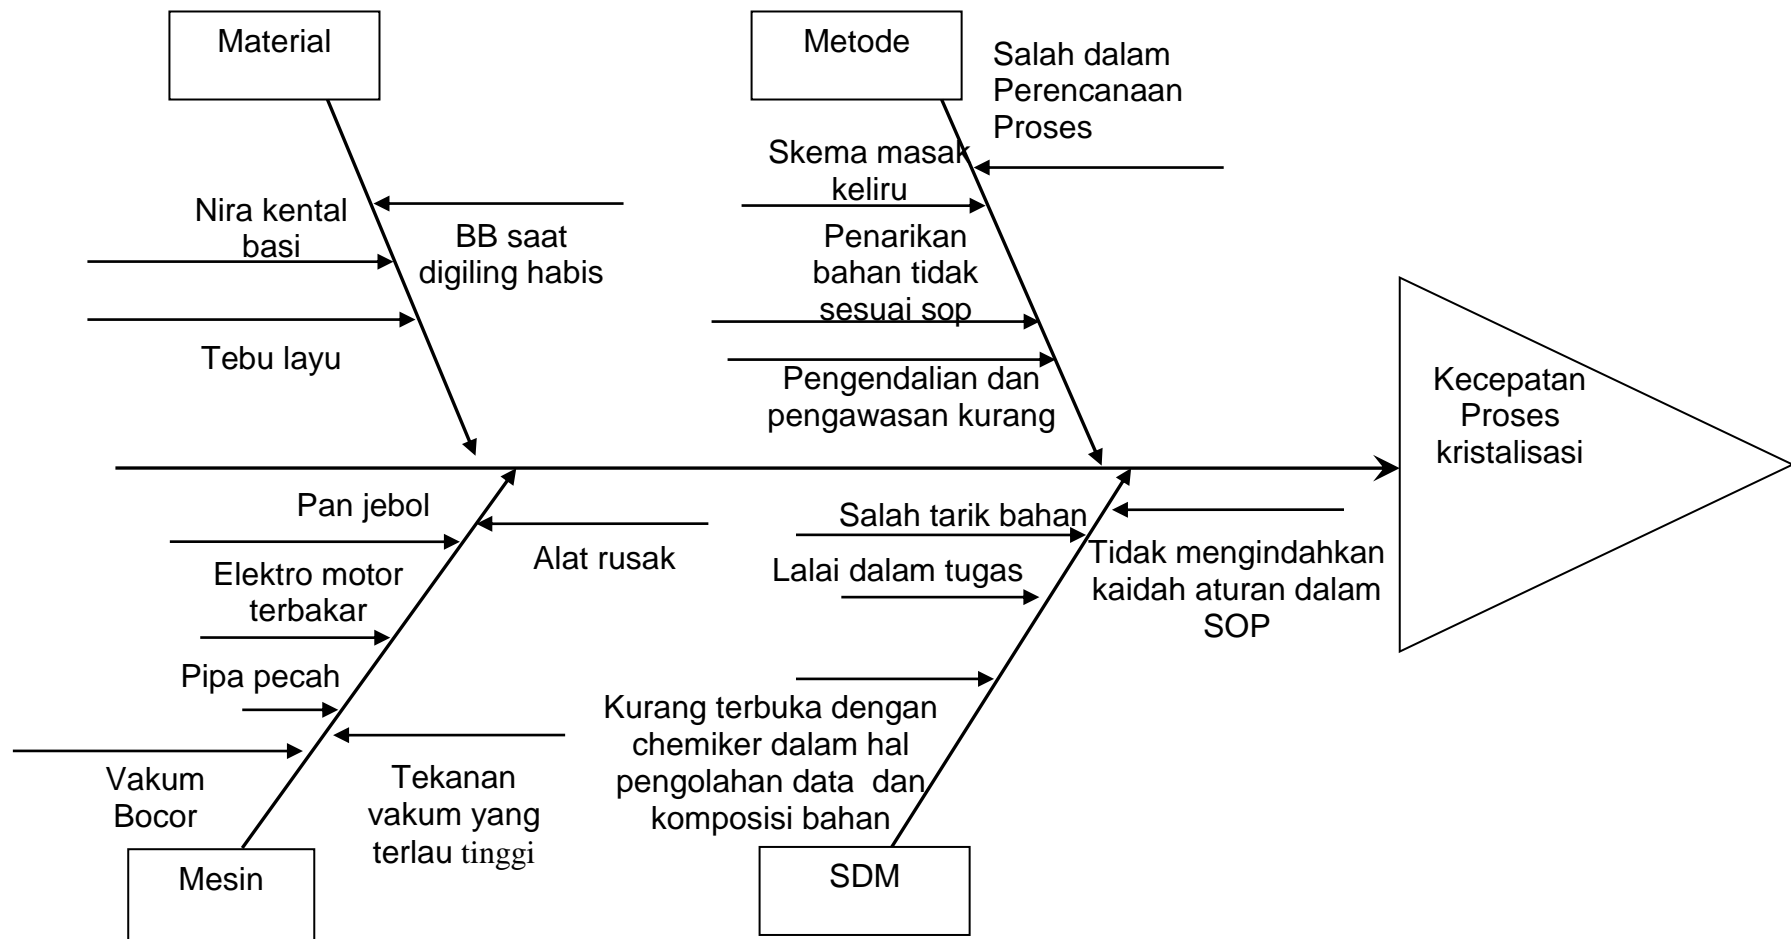 Material
Metode
Salah dalam
Perencanaan
Proses
Skema masak
keliru
Nira kental
basi
BB saat
digiling habis
Penarikan
bahan tidak
sesuai sop
Tebu layu
Pengendalian dan
pengawasan kurang
Kecepatan
Proses
kristalisasi
Pan jebol
Alat rusak
Elektro motor
terbakar
Pipa pecah
Vakum
Bocor
Tekanan
vakum yang
terlau tinggi
Mesin
Salah tarik bahan
Tidak mengindahkan
kaidah aturan dalam
SOP
Lalai dalam tugas
Kurang terbuka dengan
chemiker dalam hal
pengolahan data  dan
komposisi bahan
SDM